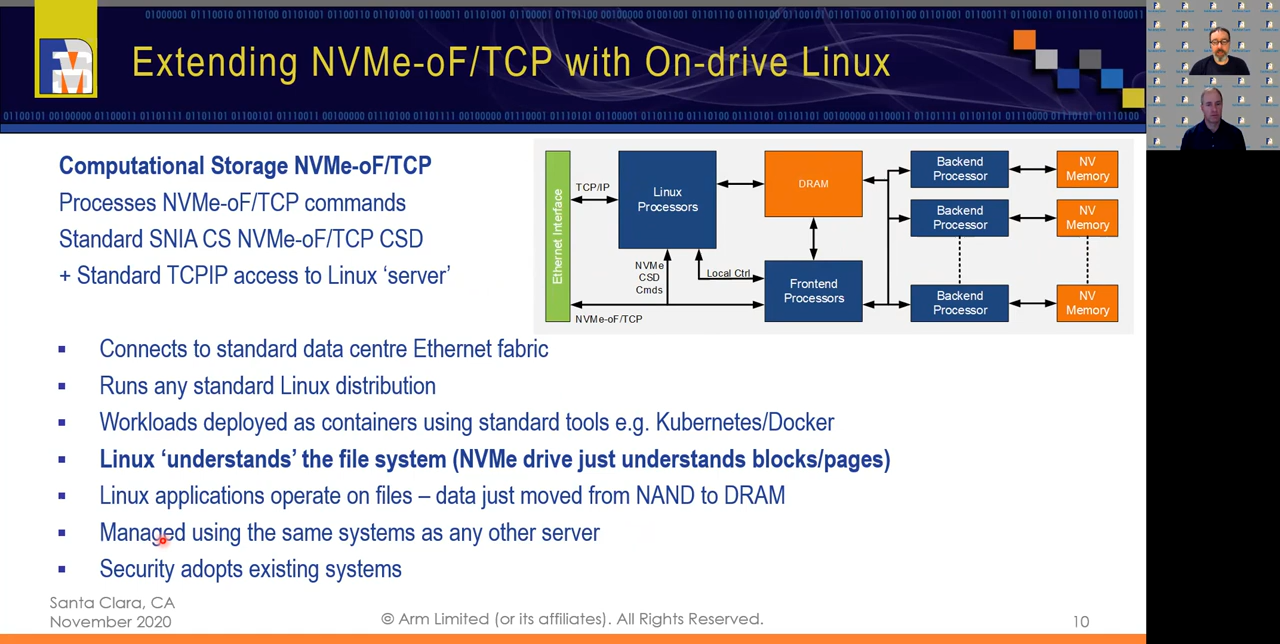 Extending NVMe-oF/TCP with On-drive Linux
Computational Storage NVMe-oF/TCP
Processes NVMe-oF/TCP commands
Standard SNIA CS NVMe-oF/TCP CSD
+ Standard TCPIP access to Linux ‘server’
Ethernet Interface
TCP/IP
Linux
Processors
DRAM
Backend
Processor
NV
Memory
Backend
Processor
NV
Memory
NVMe
CSD
Cmds
Local Ctrl
Frontend
Processors
Backend
Processor
NV
Memory
NVMe-oF/TCP
▪ Connects to standard data centre Ethernet fabric
▪ Runs any standard Linux distribution
▪ Workloads deployed as containers using standard tools e.g. Kubernetes/Docker
▪ Linux ‘understands’ the file system (NVMe drive just understands blocks/pages)
▪ Linux applications operate on files – data just moved from NAND to DRAM
▪ Managed using the same systems as any other server
▪ Security adopts existing systems
Santa Clara, CA
November 2020
© Arm Limited (or its affiliates). All Rights Reserved.
10